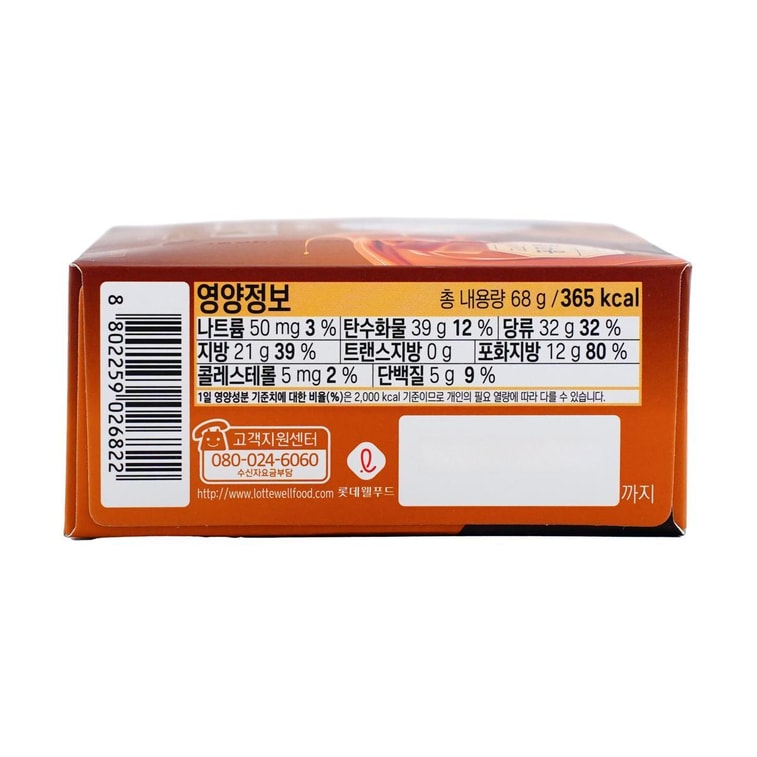 영양정보 총 내용량 68 g / 365 kcal
나트륨 50 mg 3 % 탄수화물 39 g 12 % 당류 32 g 32 %
지방 21 g 39 % 트랜스지방 0 g 포화지방 12 g 80 %
콜레스테롤 5 mg 2 % 단백질 5 g 9 %
1일 영양성분 기준치에 대한 비율(%)은 2,000 kcal 기준이므로 개인의 필요 열량에 따라 다를 수 있습니다.
8 802259 026822
고객지원센터
080-024-6060
수신자요금부담
http://www.lottewellfood.com 롯데웰푸드
까지